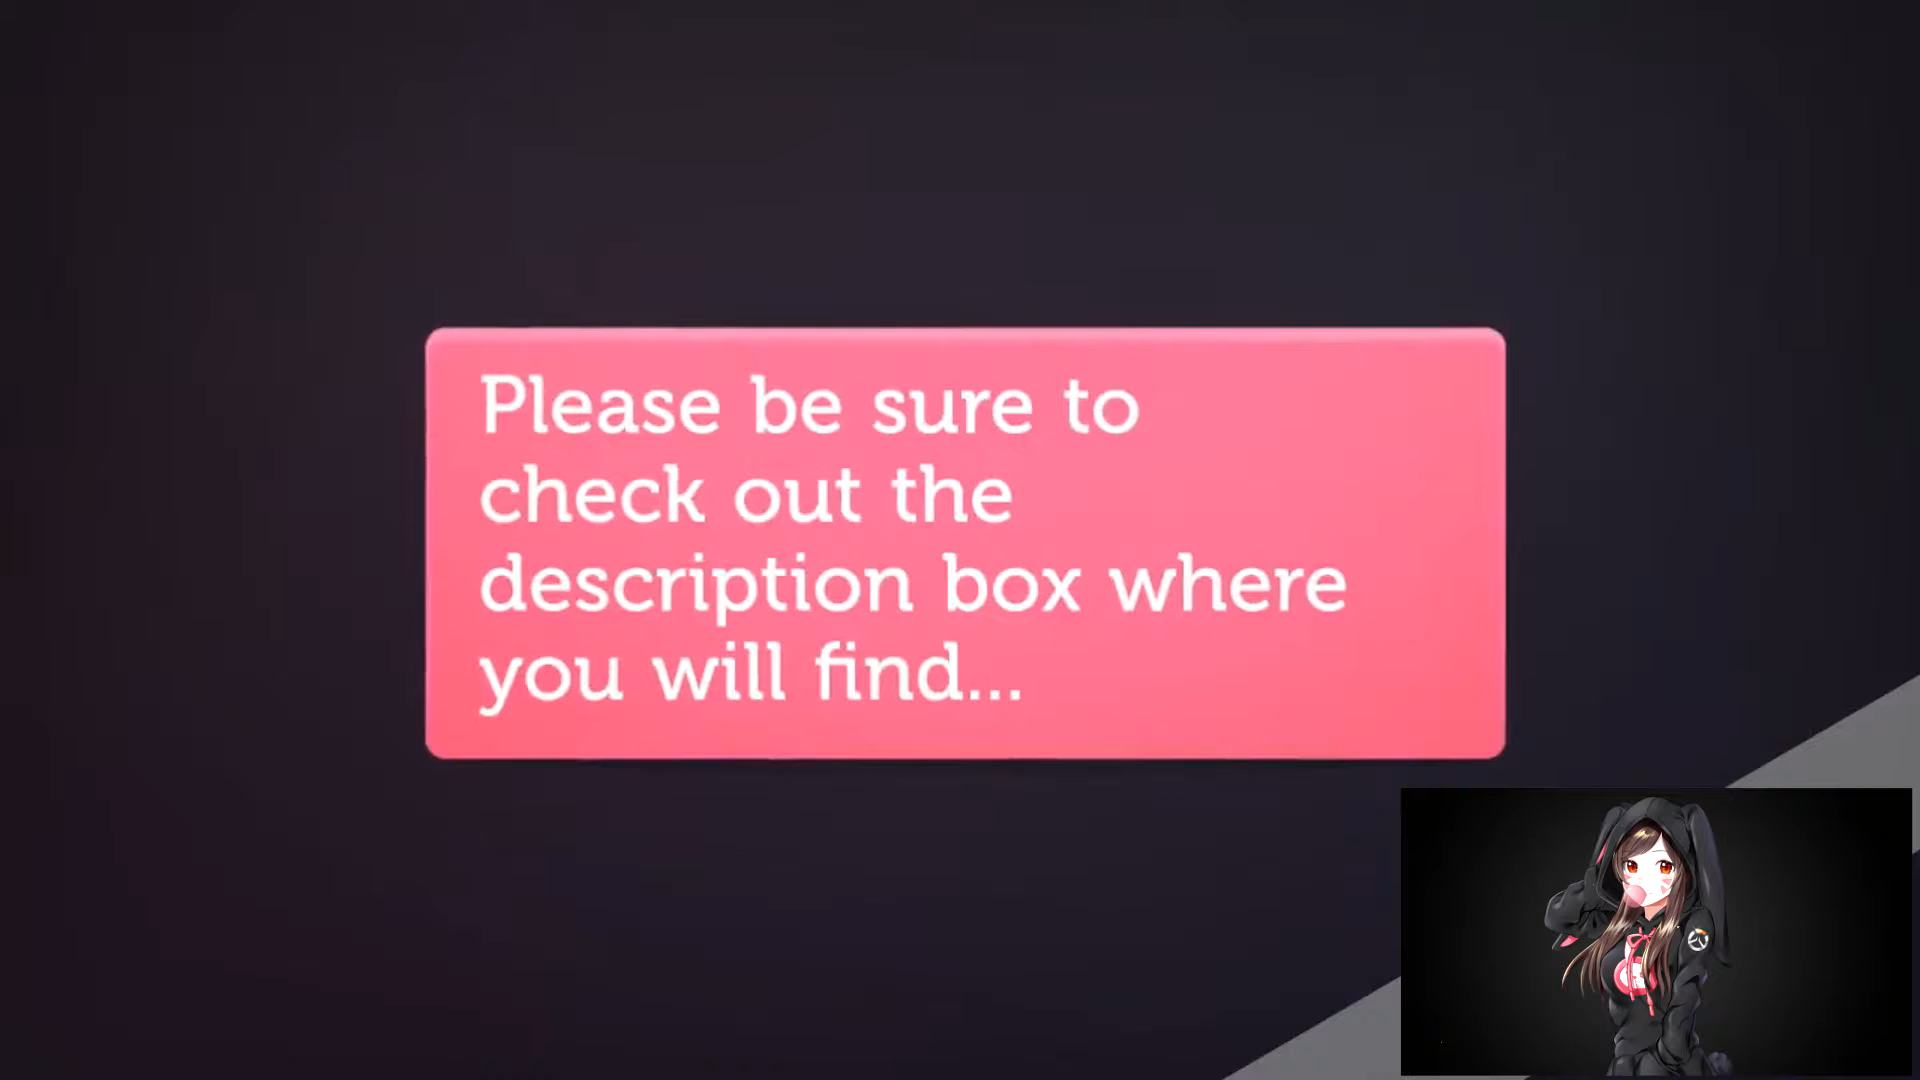 Please be sure to
check out the
description box where
you will find...